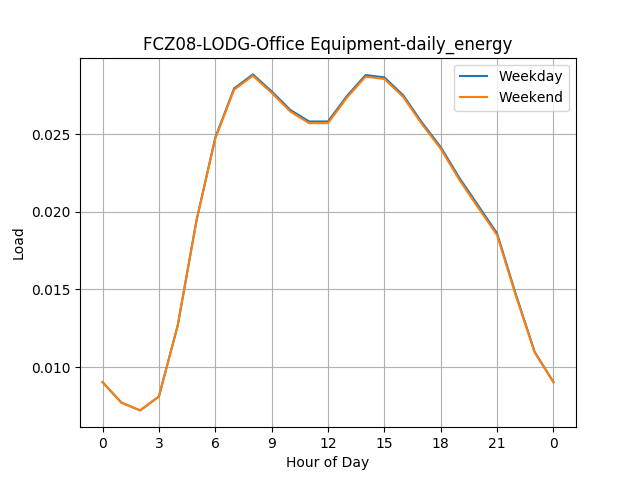 FCZ08-LODG-Office Equipment-daily_energy
Weekday
Weekend
0.025
0.020
0.015
0.010
Load
0 3 6 9 12 15 18 21 0
Hour of Day